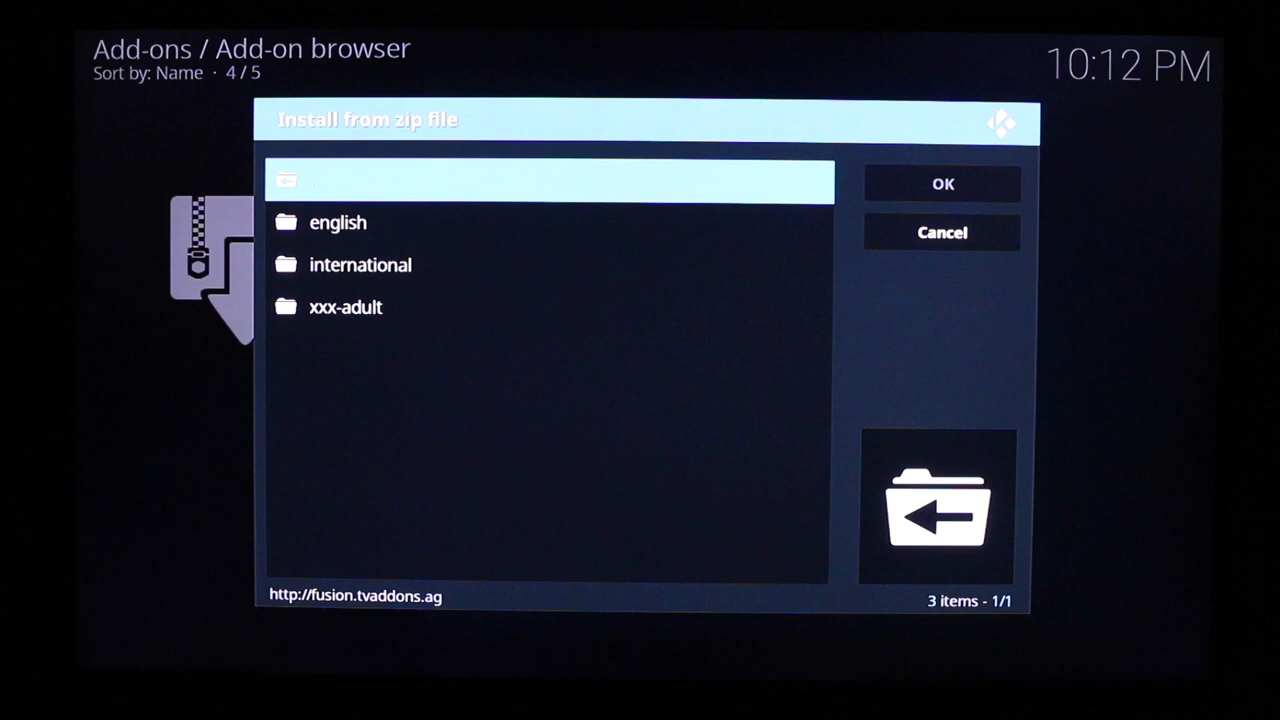 Add-ons / Add-on browser
Sort by: Name · 4 / 5
10:12 PM
Install from zip file
..
english
international
xxx-adult
OK
Cancel
http://fusion.tvaddons.ag
3 items - 1/1